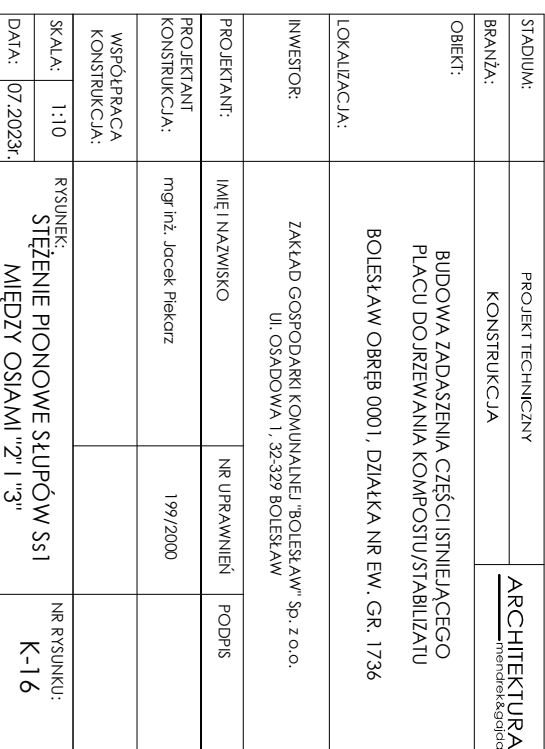 STADIUM: PROJEKT TECHNICZNY
ARCHITEKTURA
mendrek&gajda
BRANŻA: KONSTRUKCJA
OBIEKT:
BUDOWA ZADASZENIA CZĘŚCI ISTNIEJĄCEGO
PLACU DOJRZEWANIA KOMPOSTU/STABILIZATU
LOKALIZACJA:
BOLESŁAW OBRĘB 0001, DZIAŁKA NR EW. GR. 1736
INWESTOR:
ZAKŁAD GOSPODARKI KOMUNALNEJ "BOLESŁAW" Sp. z o.o.
Ul. OSADOWA 1, 32-329 BOLESŁAW
PROJEKTANT: IMIĘ I NAZWISKO NR UPRAWNIEŃ PODPIS
PROJEKTANT
KONSTRUKCJA:
mgr inż. Jacek Piekarz 199/2000
WSPÓŁPRACA
KONSTRUKCJA:
SKALA: 1:10
RYSUNEK:
STĘŻENIE PIONOWE SŁUPÓW Ss1
MIĘDZY OSIAMI "2" I "3"
NR RYSUNKU:
K-16
DATA: 07.2023r.